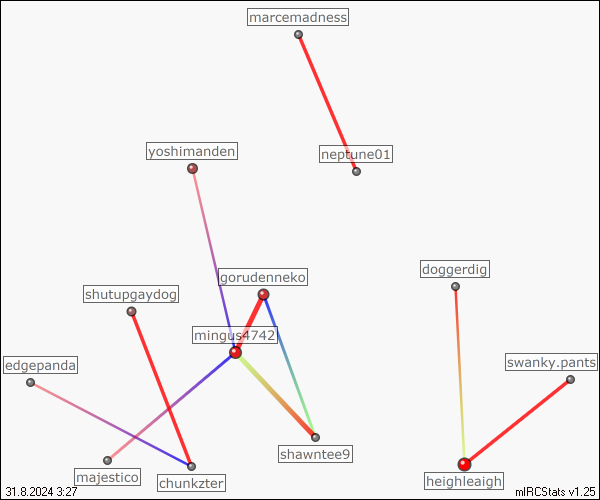 marcemadness
neptune01
yoshimanden
doggerdig
gorudenneko
shutupgaydog
mingus4742
swanky.pants
edgepanda
shawntee9
majestico
chunkzter
heighleaigh
31.8.2024 3:27
mIRCStats v1.25